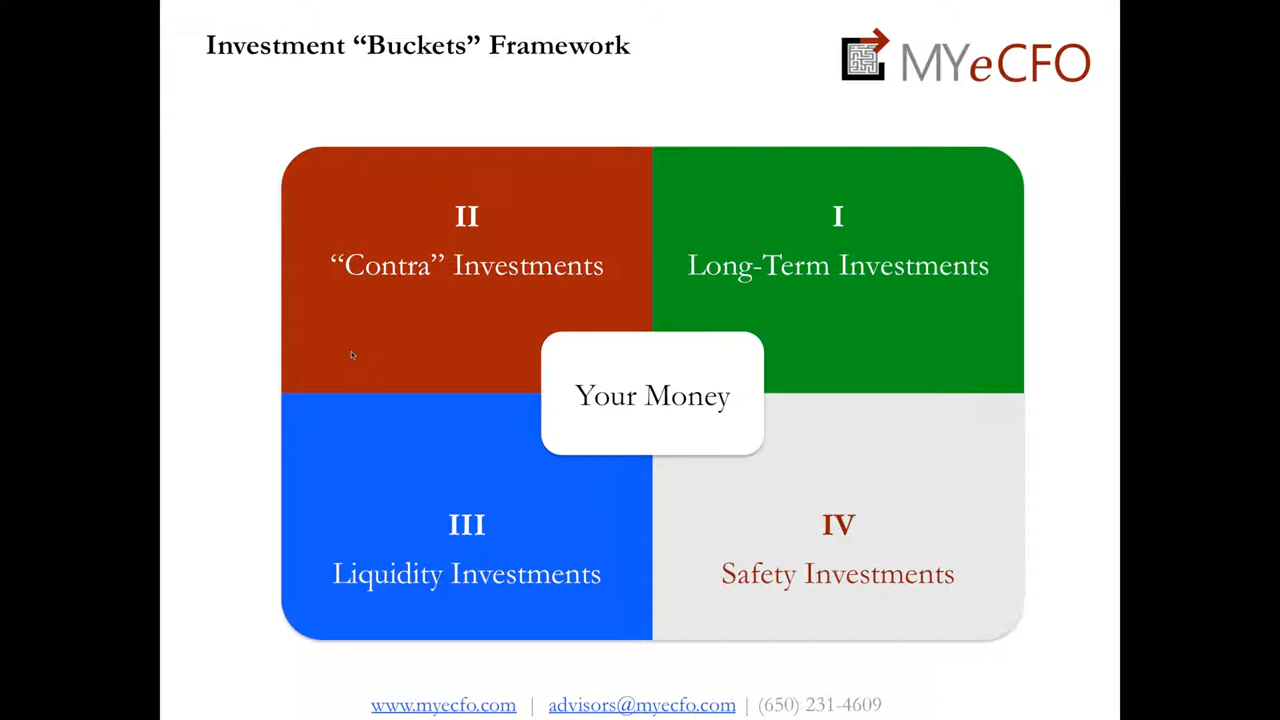 Investment “Buckets” Framework
MYeCFO
II
“Contra” Investments
I
Long-Term Investments
Your Money
III
Liquidity Investments
IV
Safety Investments
www.myecfo.com | advisors@myecfo.com | (650) 231-4609